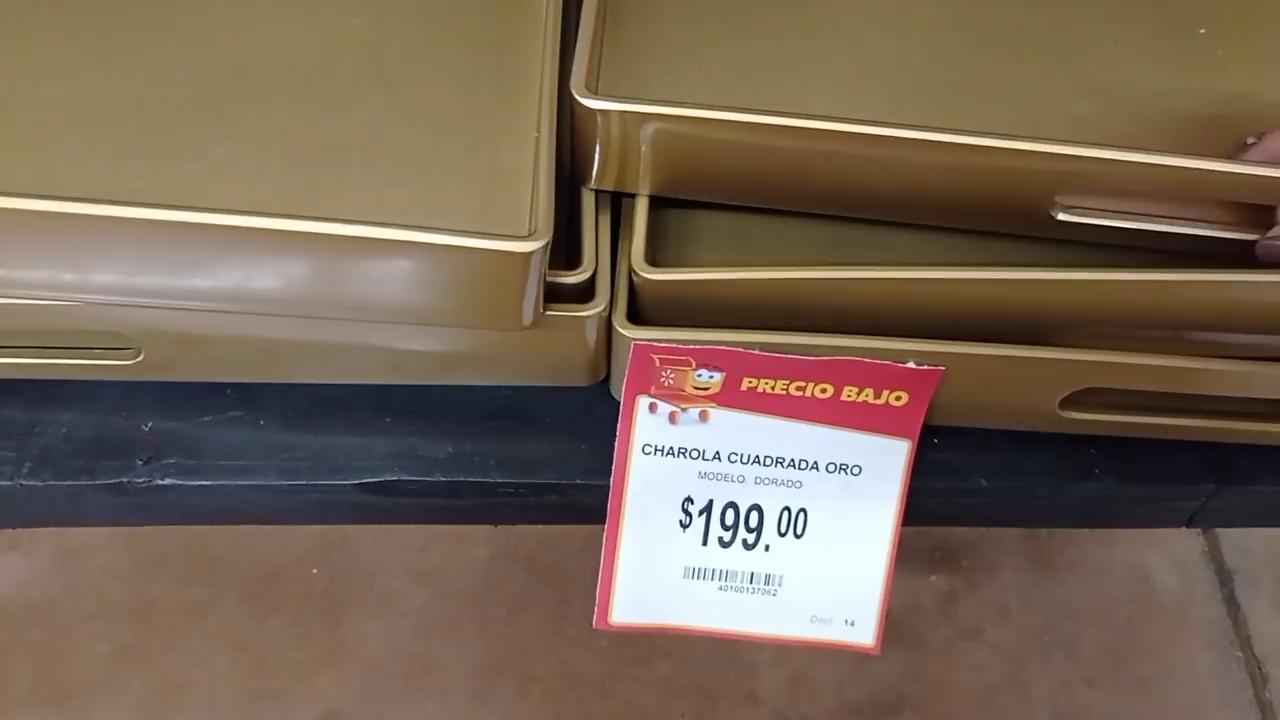 PRECIO BAJO
CHAROLA CUADRADA ORO
MODELO DORADO
$199.00
40100137062
Dept 14